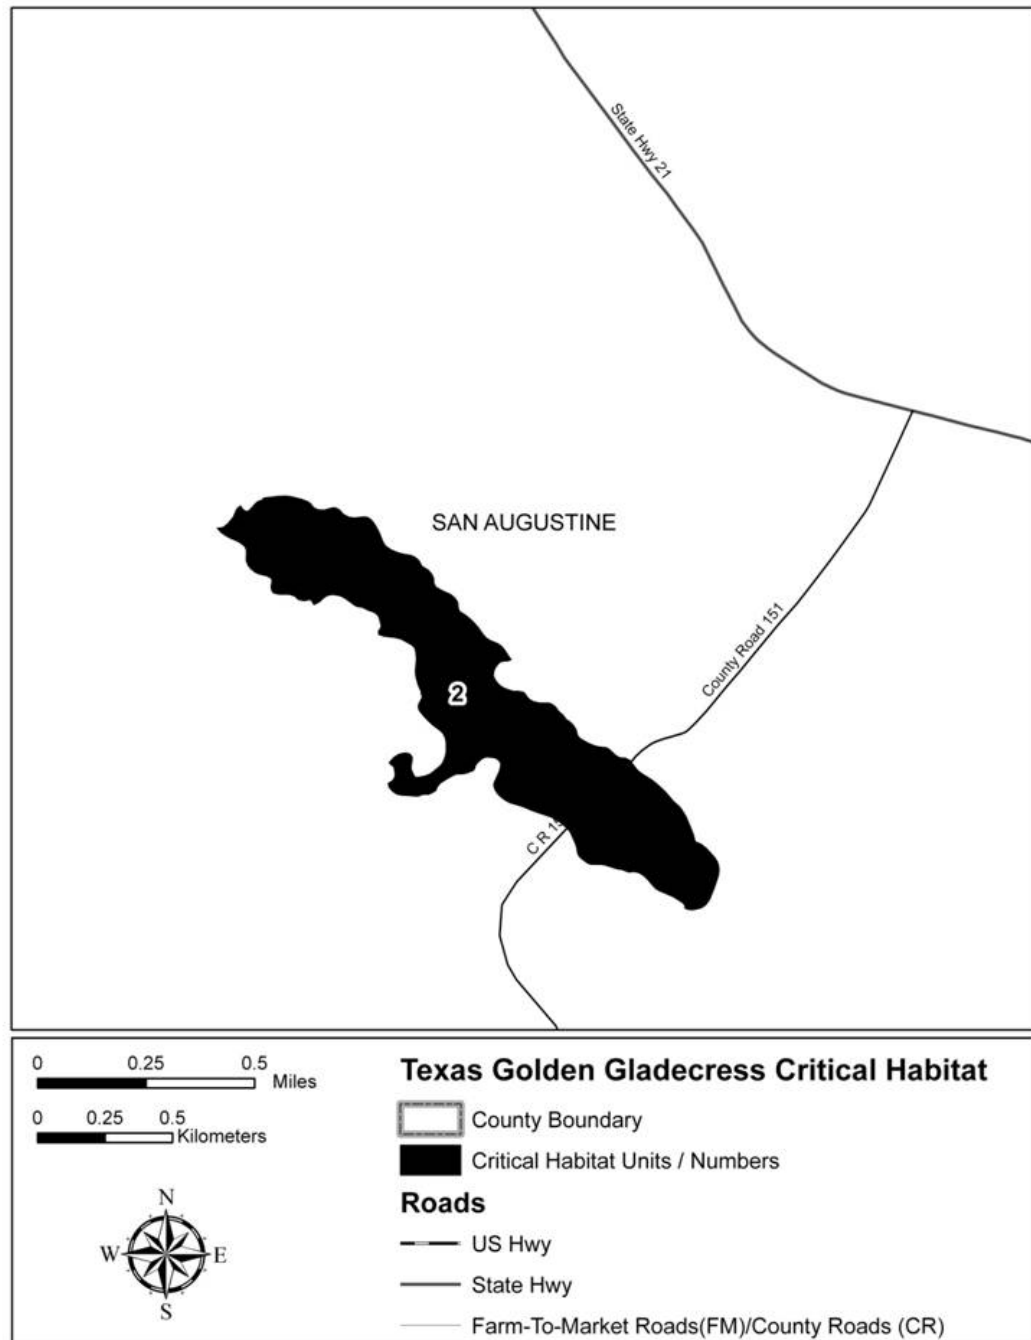 State Hwy 21
SAN AUGUSTINE
County Road 151
2
C R 15
0 0.25 0.5
Miles
0 0.25 0.5
Kilometers
N
W E
S
Texas Golden Gladecress Critical Habitat
County Boundary
Critical Habitat Units / Numbers
Roads
US Hwy
State Hwy
Farm-To-Market Roads(FM)/County Roads (CR)